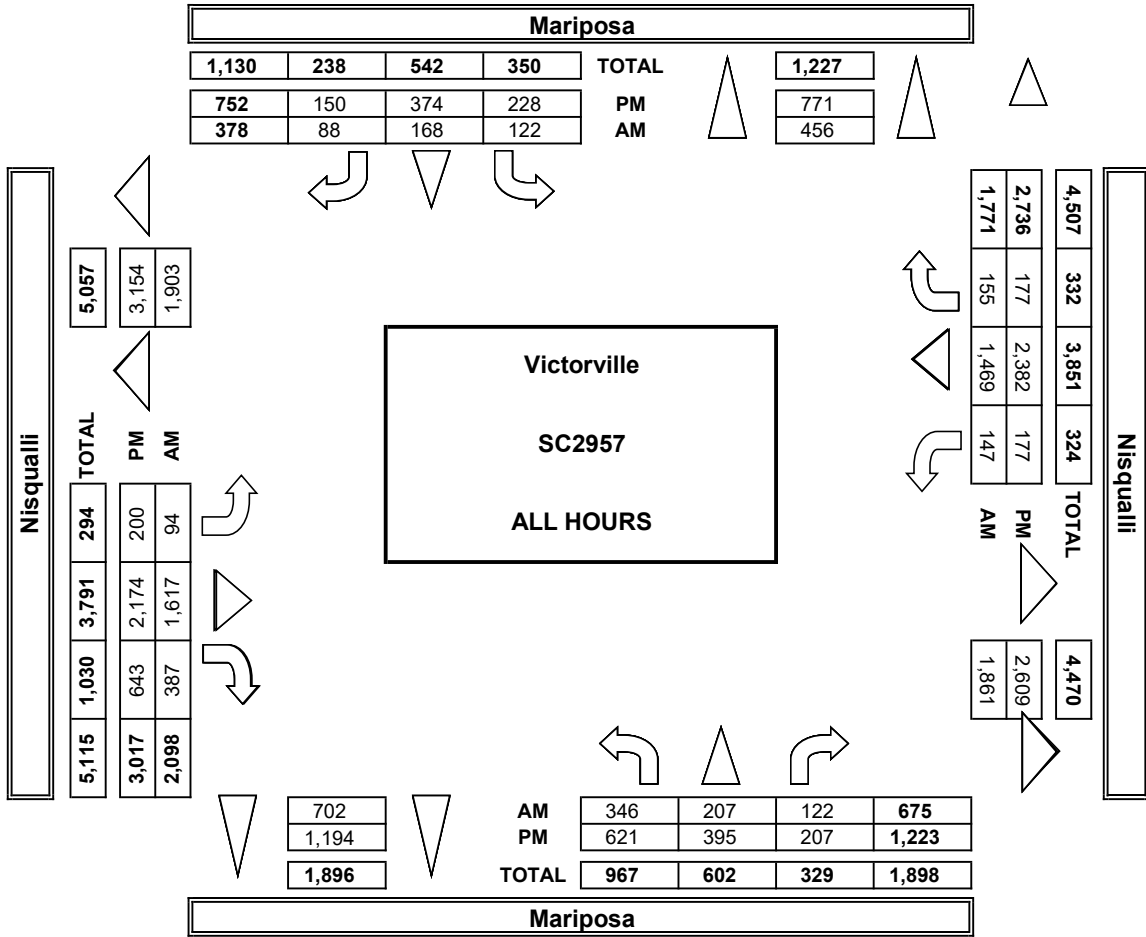 Mariposa
1,130 238 542 350 TOTAL 1,227
752 150 374 228 PM 771
378 88 168 122 AM 456
Nisqualli
5,057
3,154
1,903
TOTAL 294 3,791 1,030 5,115
PM 200 2,174 643 3,017
AM 94 1,617 387 2,098
Victorville
SC2957
ALL HOURS
4,507 332 3,851 324 TOTAL 4,470
2,736 177 2,382 177 PM 2,609
1,771 155 1,469 147 AM 1,861
Nisqualli
702 AM 346 207 122 675
1,194 PM 621 395 207 1,223
1,896 TOTAL 967 602 329 1,898
Mariposa